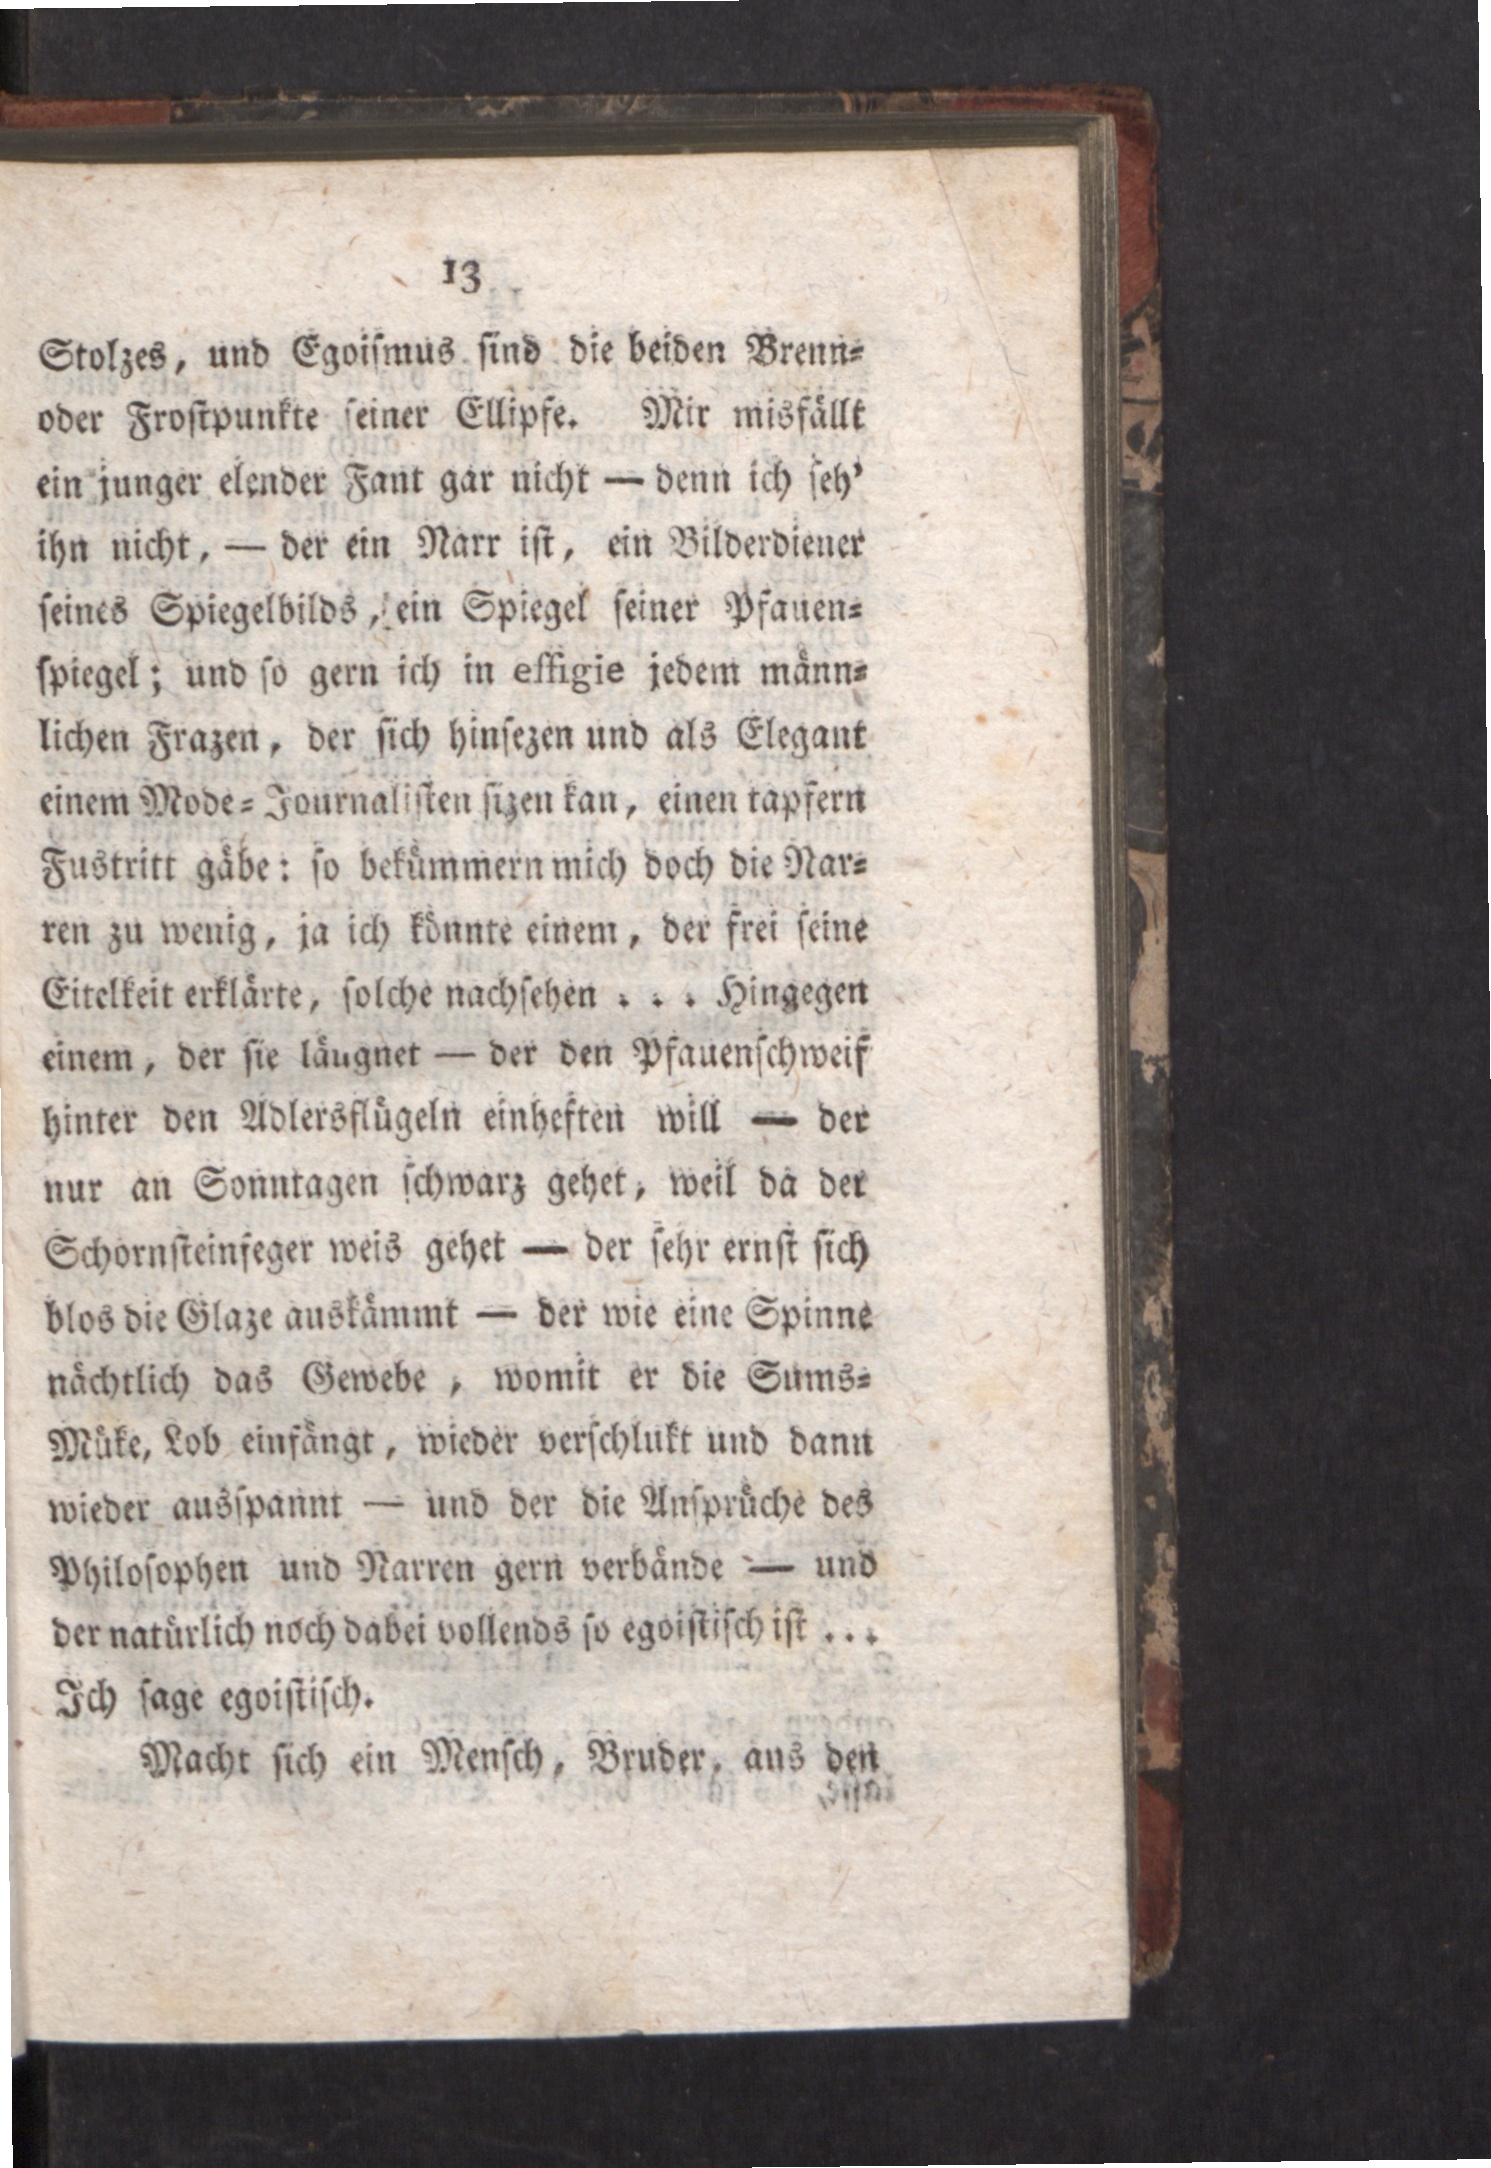 13
Stolzes, und Egoiſmus ſind die beiden Brenn⸗
oder Froſtpunkte ſeiner Ellipſe. Mir misfällt
ein junger elender Fant gar nicht — denn ich ſeh'
ihn nicht, — der ein Narr iſt, ein Bilderdiener
ſeines Spiegelbilds, ein Spiegel ſeiner Pfauen⸗
ſpiegel; und ſo gern ich in effigie jedem männ⸗
lichen Frazen, der ſich hinſezen und als Elegant
einem Mode⸗Journaliſten ſizen kan, einen tapfern
Fustritt gäbe: ſo bekümmern mich doch die Nar⸗
ren zu wenig, ja ich könnte einem, der frei ſeine
Eitelkeit erklärte, ſolche nachſehen . . . Hingegen
einem, der ſie läugnet — der den Pfauenſchweif
hinter den Adlersflügeln einheften will — der
nur an Sonntagen ſchwarz gehet, weil da der
Schornſteinfeger weis gehet — der ſehr ernſt ſich
blos die Glaze auskämmt — der wie eine Spinne
nächtlich das Gewebe, womit er die Sums⸗
Müke, Lob einfängt, wieder verſchlukt und dann
wieder ausſpannt — und der die Anſprüche des
Philoſophen und Narren gern verbände — und
der natürlich noch dabei vollends ſo egoiſtiſch iſt ...
Ich ſage egoiſtiſch.
Macht ſich ein Menſch, Bruder, aus den